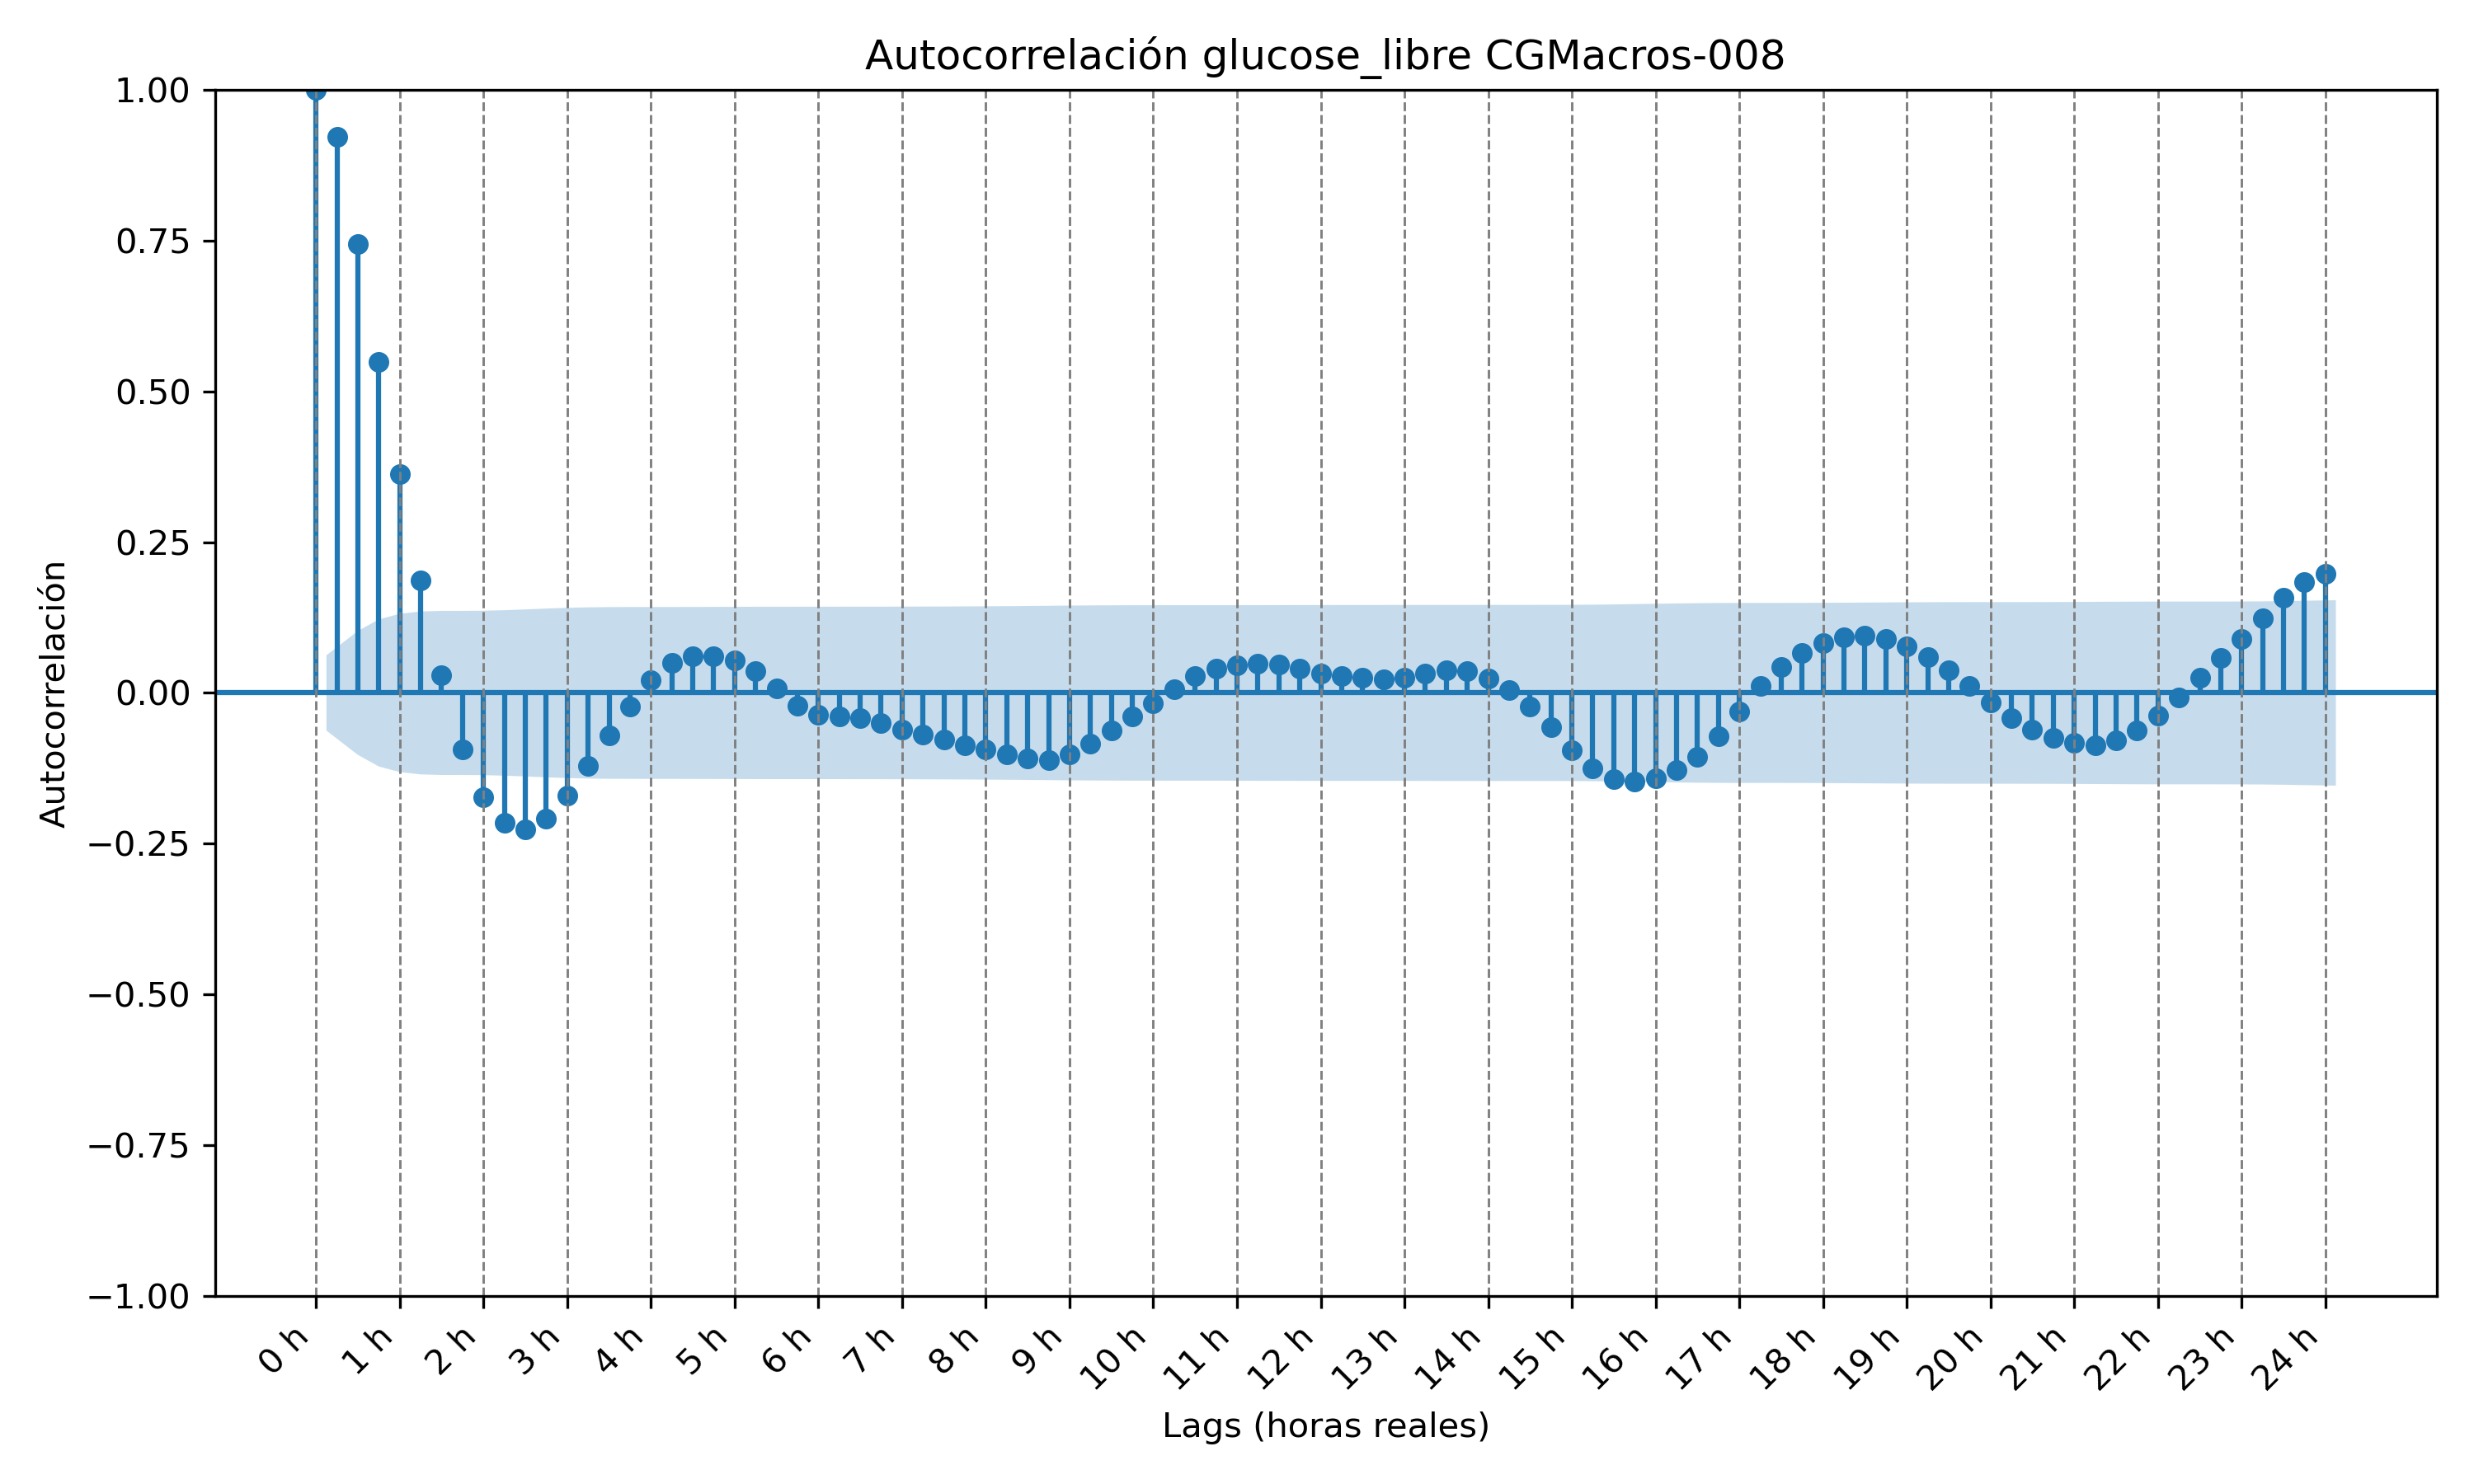 Autocorrelación glucose_libre CGMacros-008
1.00
0.75
0.50
0.25
0.00
−0.25
−0.50
−0.75
−1.00
Autocorrelación
0 h
1 h
2 h
3 h
4 h
5 h
6 h
7 h
8 h
9 h
10 h
11 h
12 h
13 h
14 h
15 h
16 h
17 h
18 h
19 h
20 h
21 h
22 h
23 h
24 h
Lags (horas reales)